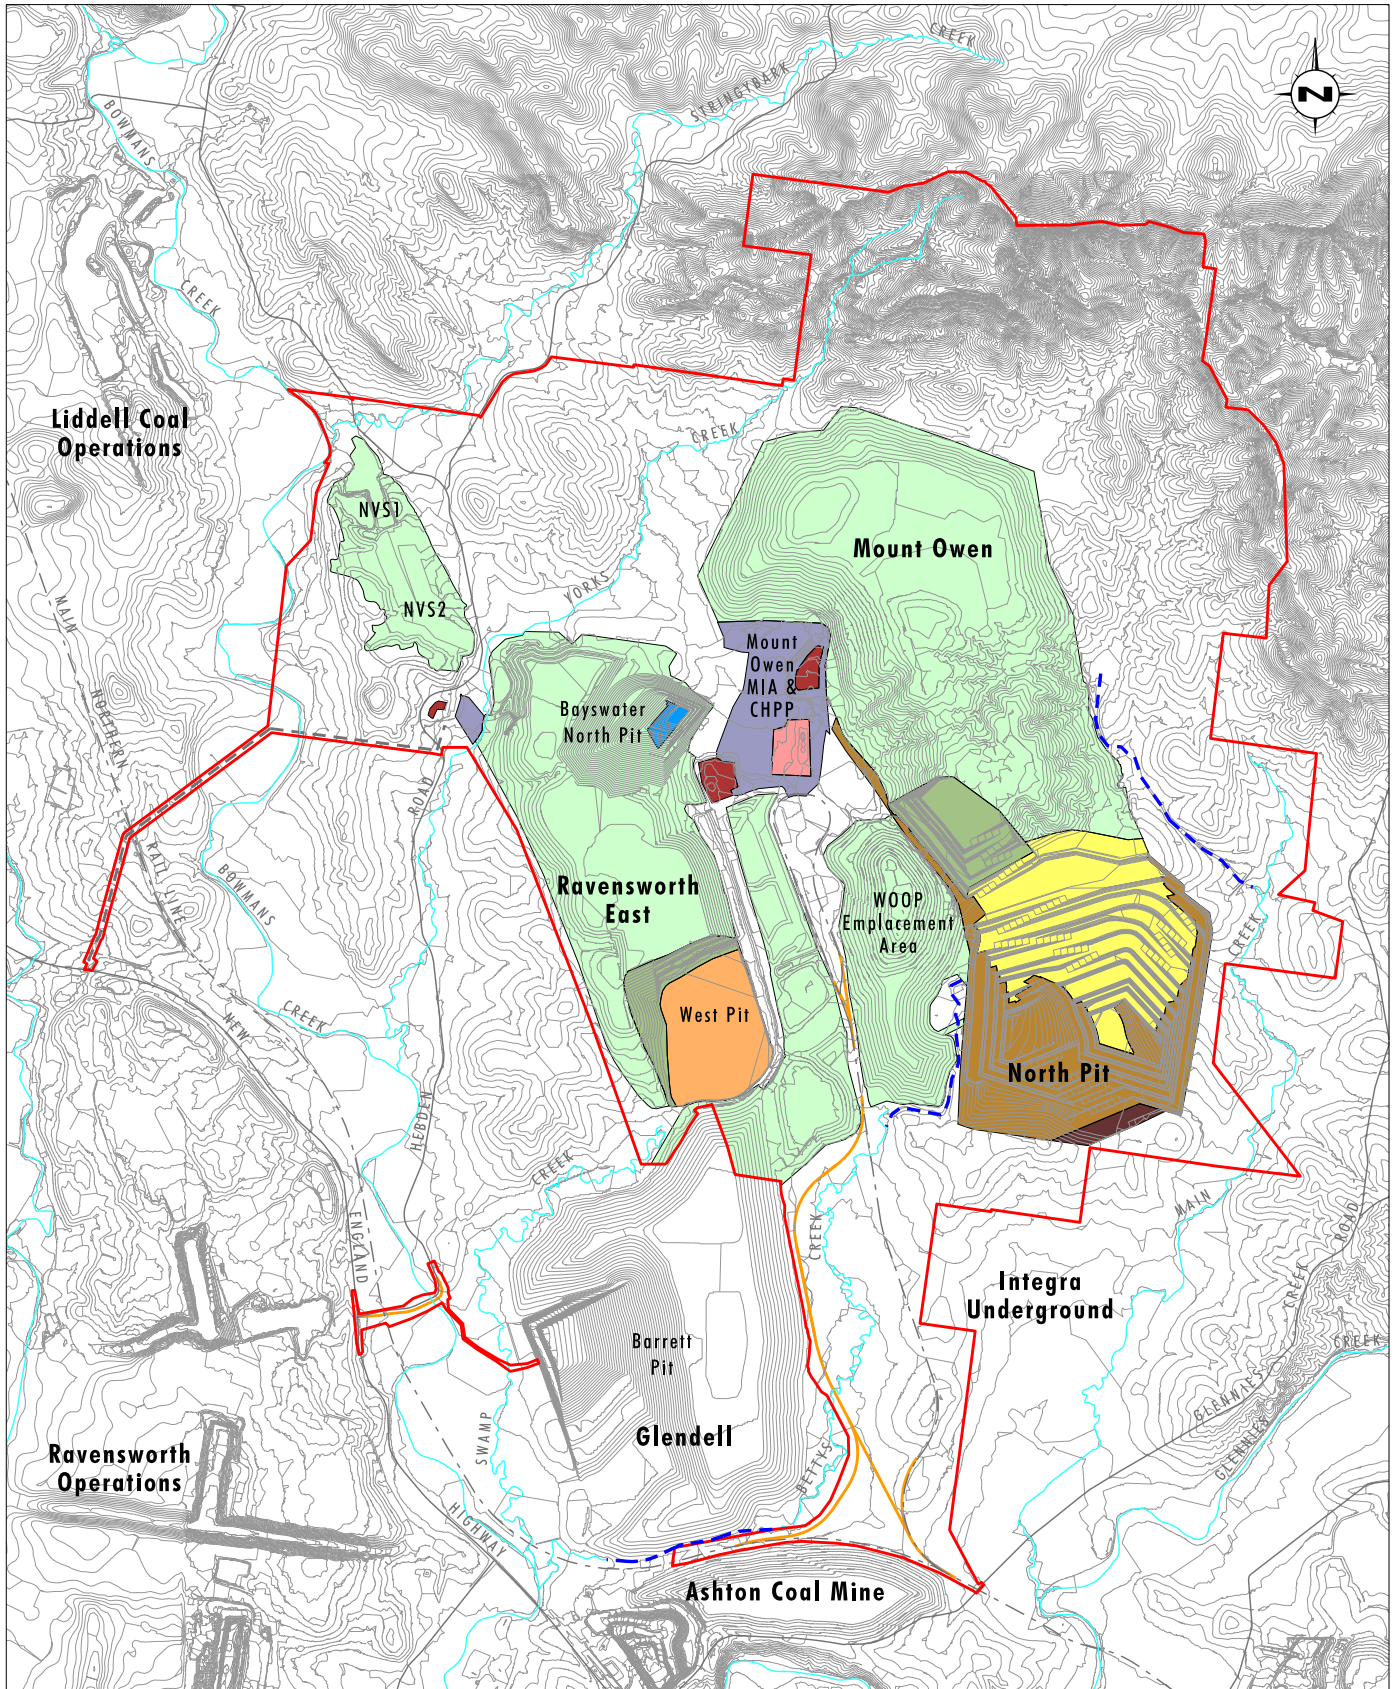 CREEK
STRINGYBARK
N
BOWMANS
CREEK
Liddell Coal
Operations
CREEK
NVS1
Mount Owen
YORKS
NVS2
MAIN
Mount
Owen
MIA &
CHPP
NORTHERN
Bayswater
North Pit
ROAD
RAIL LINE
BOWMANS
Ravensworth
East
WOOP
Emplacement
Area
CREEK
West Pit
CREEK
NEW
North Pit
HEBDEN
CREEK
MAIN
ENGLAND
CREEK
ROAD
Integra
Underground
CREEK
CREEK
Barrett
Pit
GLENNIES
Glendell
SWAMP
GLENNIES
Ravensworth
Operations
BETTYS
HIGHWAY
Ashton Coal Mine